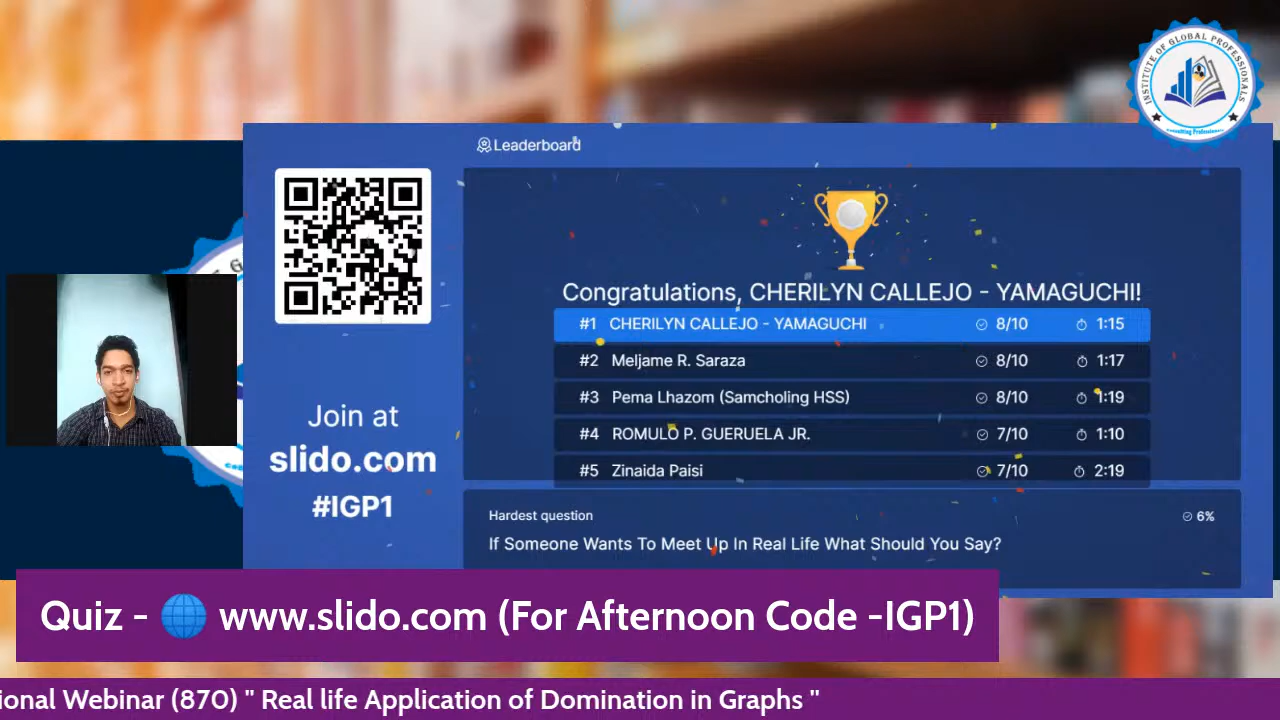 INSTITUTE OF GLOBAL PROFESSIONALS
Consulting Professionals
Leaderboard
Congratulations, CHERILYN CALLEJO - YAMAGUCHI!
#1 CHERILYN CALLEJO - YAMAGUCHI 8/10 1:15
#2 Meljame R. Saraza 8/10 1:17
#3 Pema Lhazom (Samcholing HSS) 8/10 1:19
#4 ROMULO P. GUERUELA JR. 7/10 1:10
#5 Zinaida Paisi 7/10 2:19
Join at
slido.com
#IGP1
Hardest question 6%
If Someone Wants To Meet Up In Real Life What Should You Say?
Quiz - 🌐 www.slido.com (For Afternoon Code -IGP1)
ional Webinar (870) " Real life Application of Domination in Graphs "